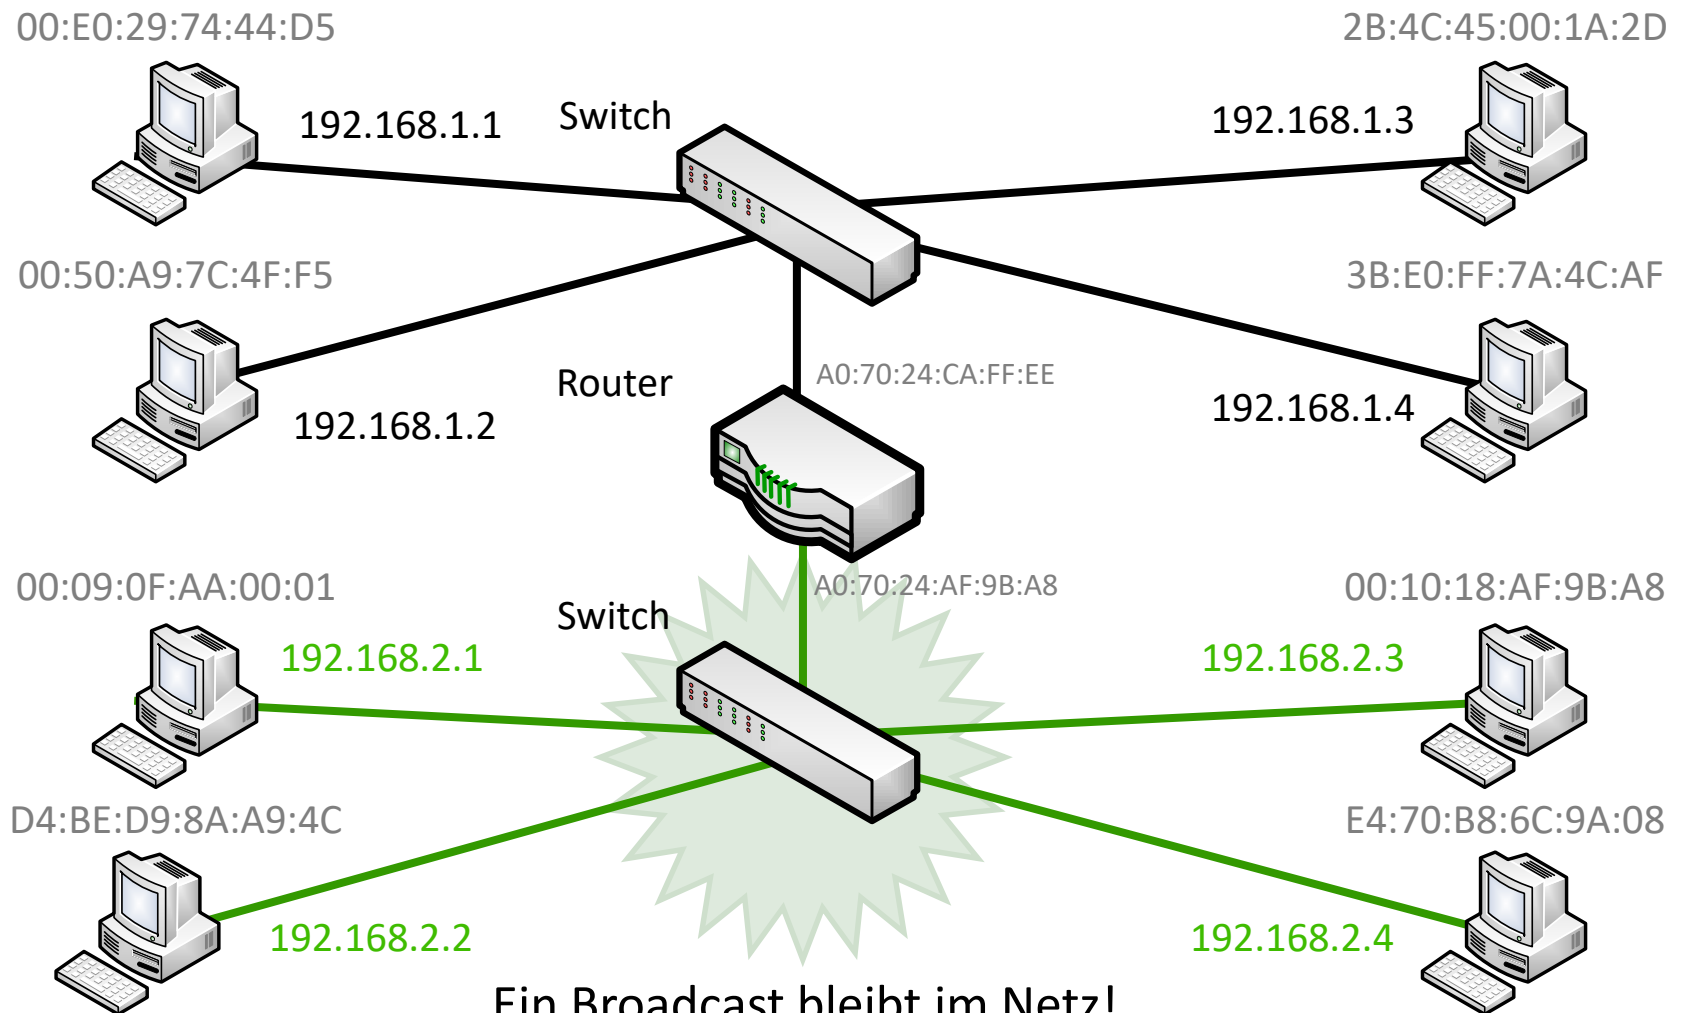 00:E0:29:74:44:D5
2B:4C:45:00:1A:2D
192.168.1.1
Switch
192.168.1.3
00:50:A9:7C:4F:F5
3B:E0:FF:7A:4C:AF
Router
A0:70:24:CA:FF:EE
192.168.1.2
192.168.1.4
00:09:0F:AA:00:01
A0:70:24:AF:9B:A8
00:10:18:AF:9B:A8
Switch
192.168.2.1
192.168.2.3
D4:BE:D9:8A:A9:4C
E4:70:B8:6C:9A:08
192.168.2.2
192.168.2.4
Ein Broadcast bleibt im Netz!